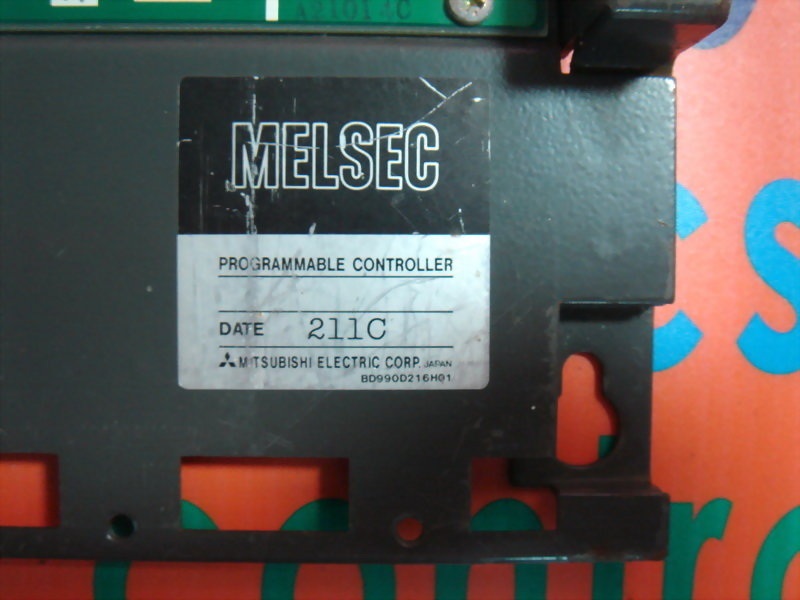 MELSEC
PROGRAMMABLE CONTROLLER
DATE 211C
MITSUBISHI ELECTRIC CORP. JAPAN
BD990D216H01